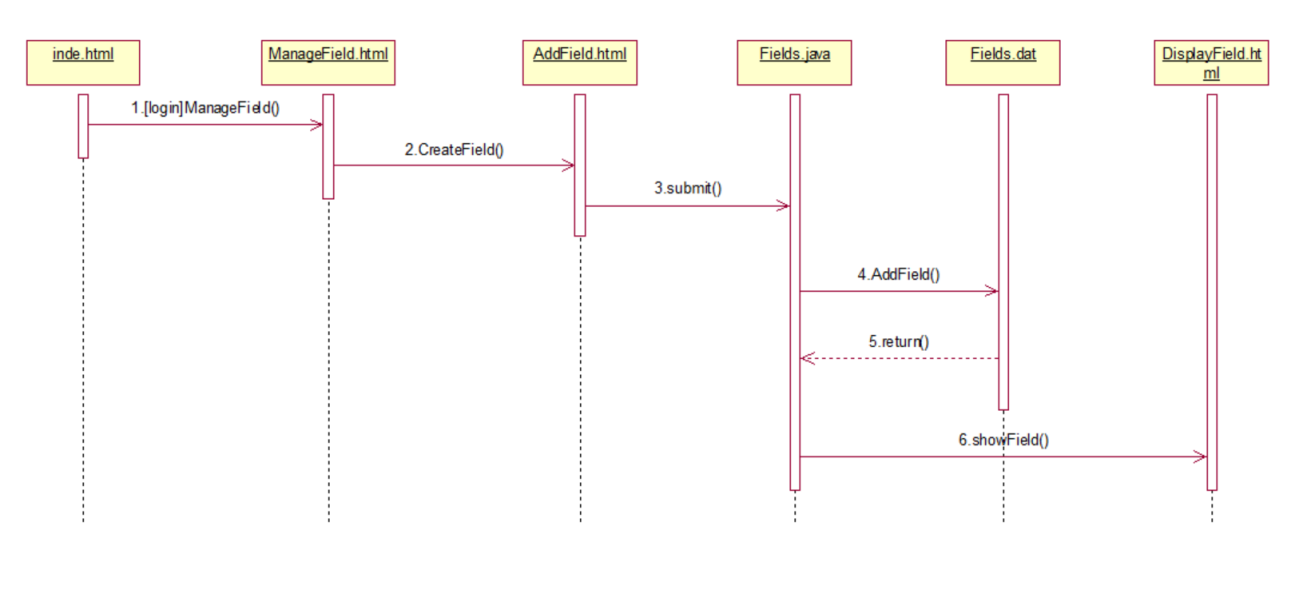 inde.html
ManageField.html
AddField.html
Fields.java
Fields.dat
DisplayField.ht
ml
1.[login]ManageField()
2.CreateField()
3.submit()
4.AddField()
5.return()
6.showField()